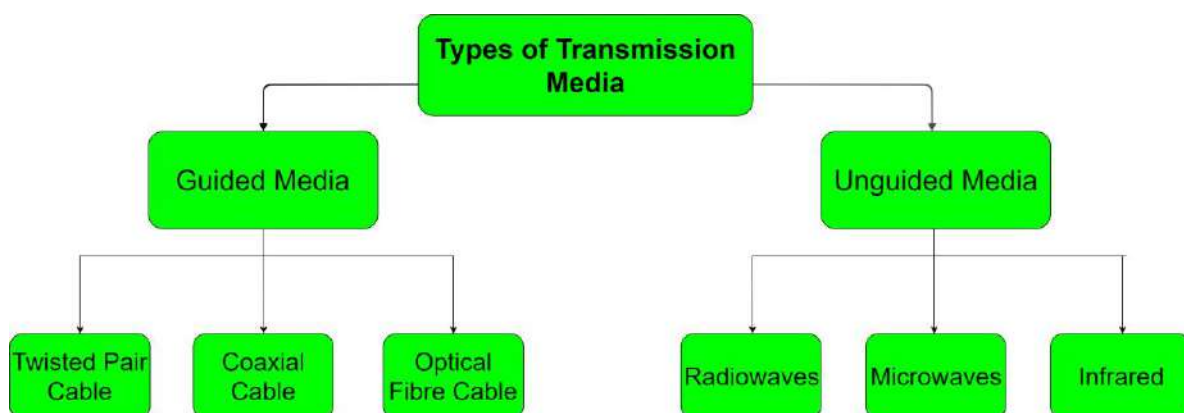 Types of Transmission
Media
Guided Media
Unguided Media
Twisted Pair
Cable
Coaxial
Cable
Optical
Fibre Cable
Radiowaves
Microwaves
Infrared